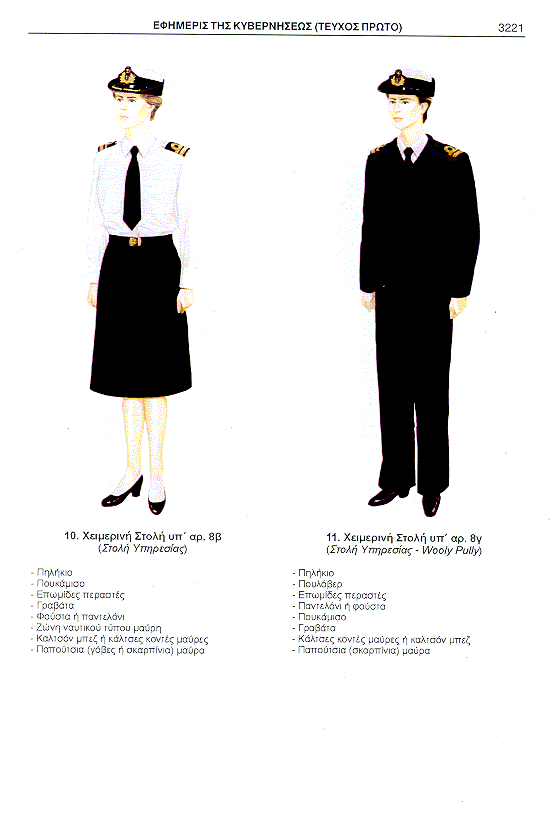 ΕΦΗΜΕΡΙΣ ΤΗΣ ΚΥΒΕΡΝΗΣΕΩΣ (ΤΕΥΧΟΣ ΠΡΩΤΟ) 3221
10. Χειμερινή Στολή υπ΄ αρ. 8β
(Στολή Υπηρεσίας)
- Πηλήκιο
- Πουκάμισο
- Επωμίδες περαστές
- Γραβάτα
- Φούστα ή παντελόνι
- Ζώνη ναυτικού τύπου μαύρη
- Καλτσόν μπεζ ή κάλτσες κοντές μαύρες
- Παπούτσια (γόβες ή σκαρπίνια) μαύρα
11. Χειμερινή Στολή υπ΄ αρ. 8γ
(Στολή Υπηρεσίας - Wooly Pully)
- Πηλήκιο
- Πουλόβερ
- Επωμίδες περαστές
- Παντελόνι ή φούστα
- Πουκάμισο
- Γραβάτα
- Κάλτσες κοντές μαύρες ή καλτσόν μπεζ
- Παπούτσια (σκαρπίνια) μαύρα